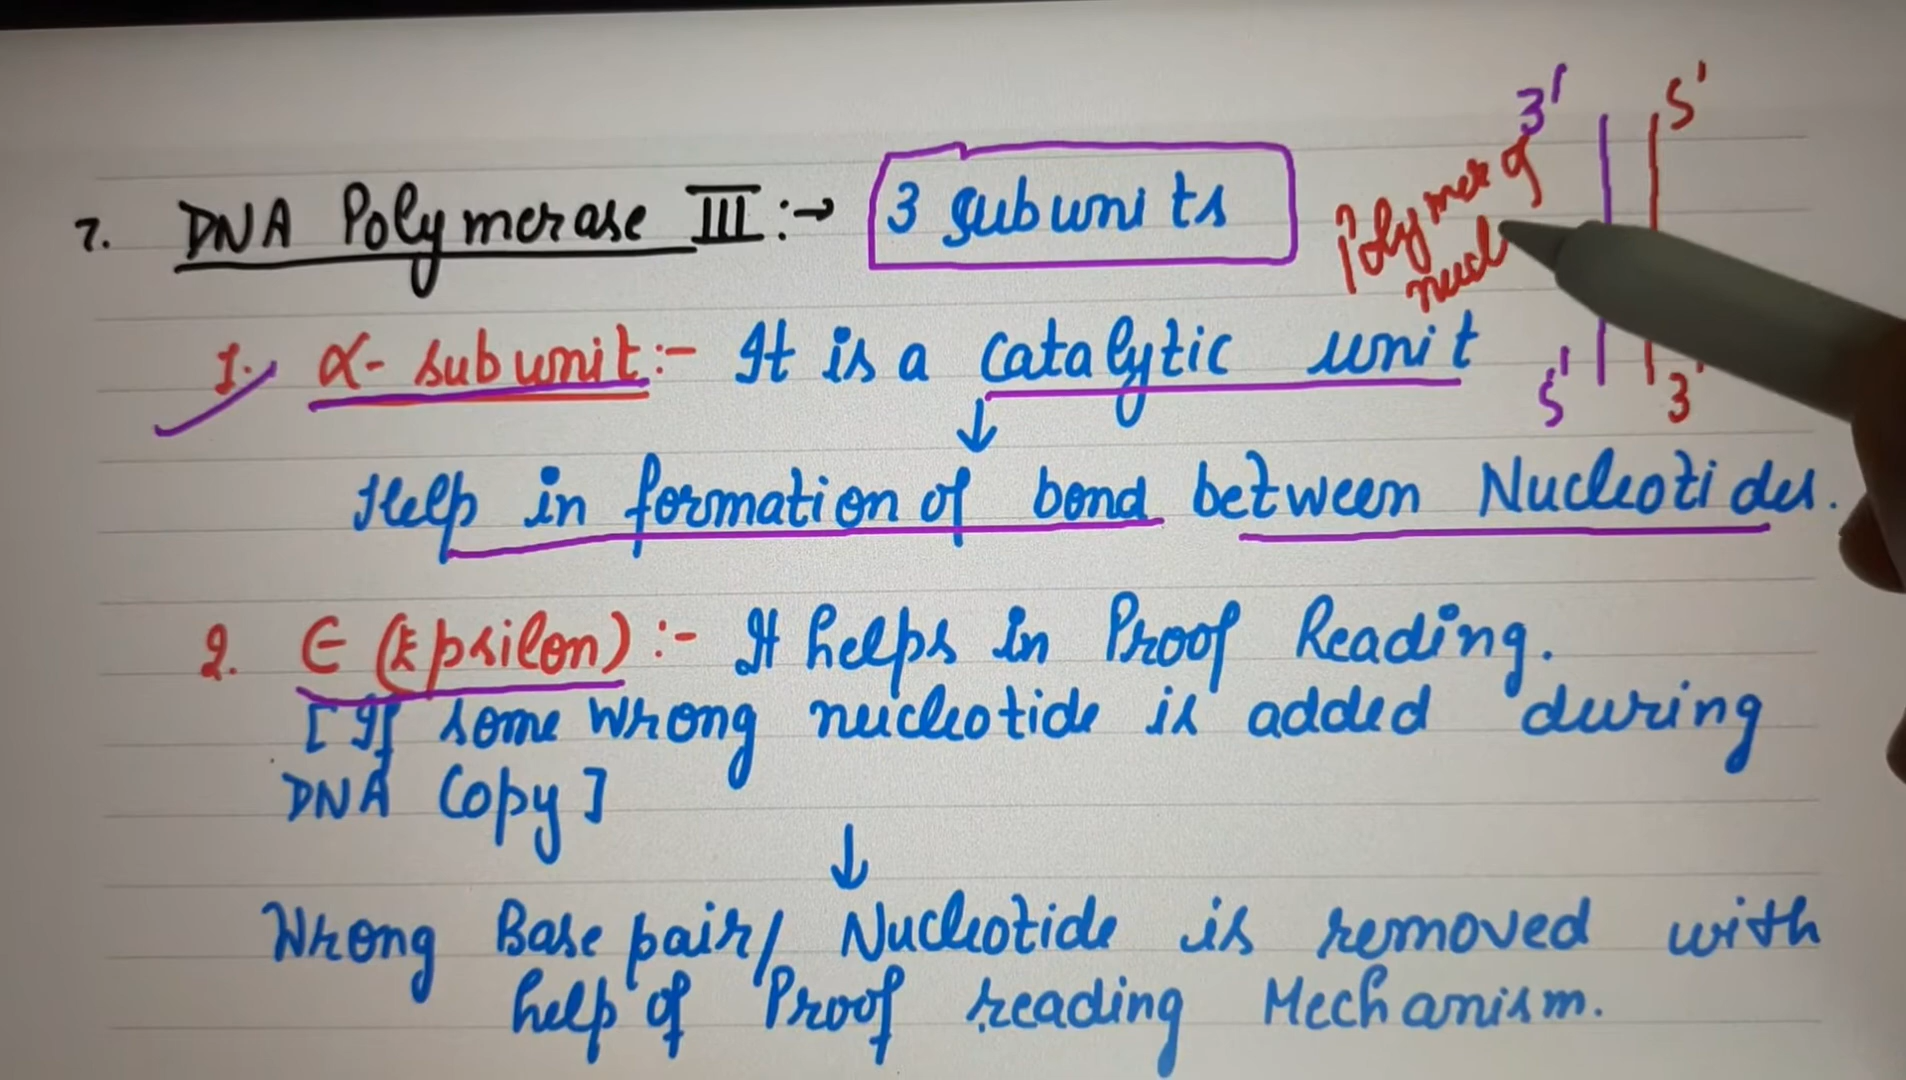 3' 5'
7. DNA Polymerase III :→ 3 subunits
Polymer of
nucl
1. α- subunit :- It is a catalytic unit
5' 3'
↓
Help in formation of bond between Nucleotides.
2. ∈ (Epsilon) :- It helps in Proof Reading.
[If some wrong nucleotide is added during
DNA Copy]
↓
Wrong Base pair/ Nucleotide is removed with
help of Proof reading Mechanism.